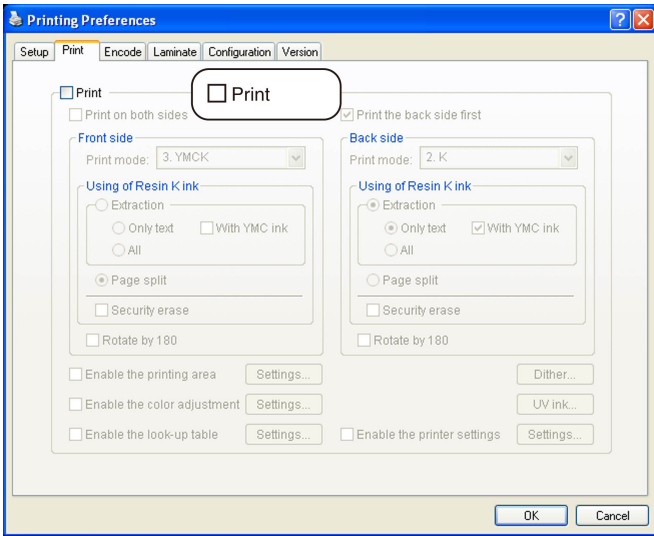 Printing Preferences
Setup Print Encode Laminate Configuration Version
Print
Print
Print on both sides Print the back side first
Front side Back side
Print mode: 3. YMCK Print mode: 2. K
Using of Resin K ink Using of Resin K ink
Extraction Extraction
Only text With YMC ink Only text With YMC ink
All All
Page split Page split
Security erase Security erase
Rotate by 180 Rotate by 180
Enable the printing area Settings... Dither...
Enable the color adjustment Settings... UV ink...
Enable the look-up table Settings... Enable the printer settings Settings...
OK Cancel